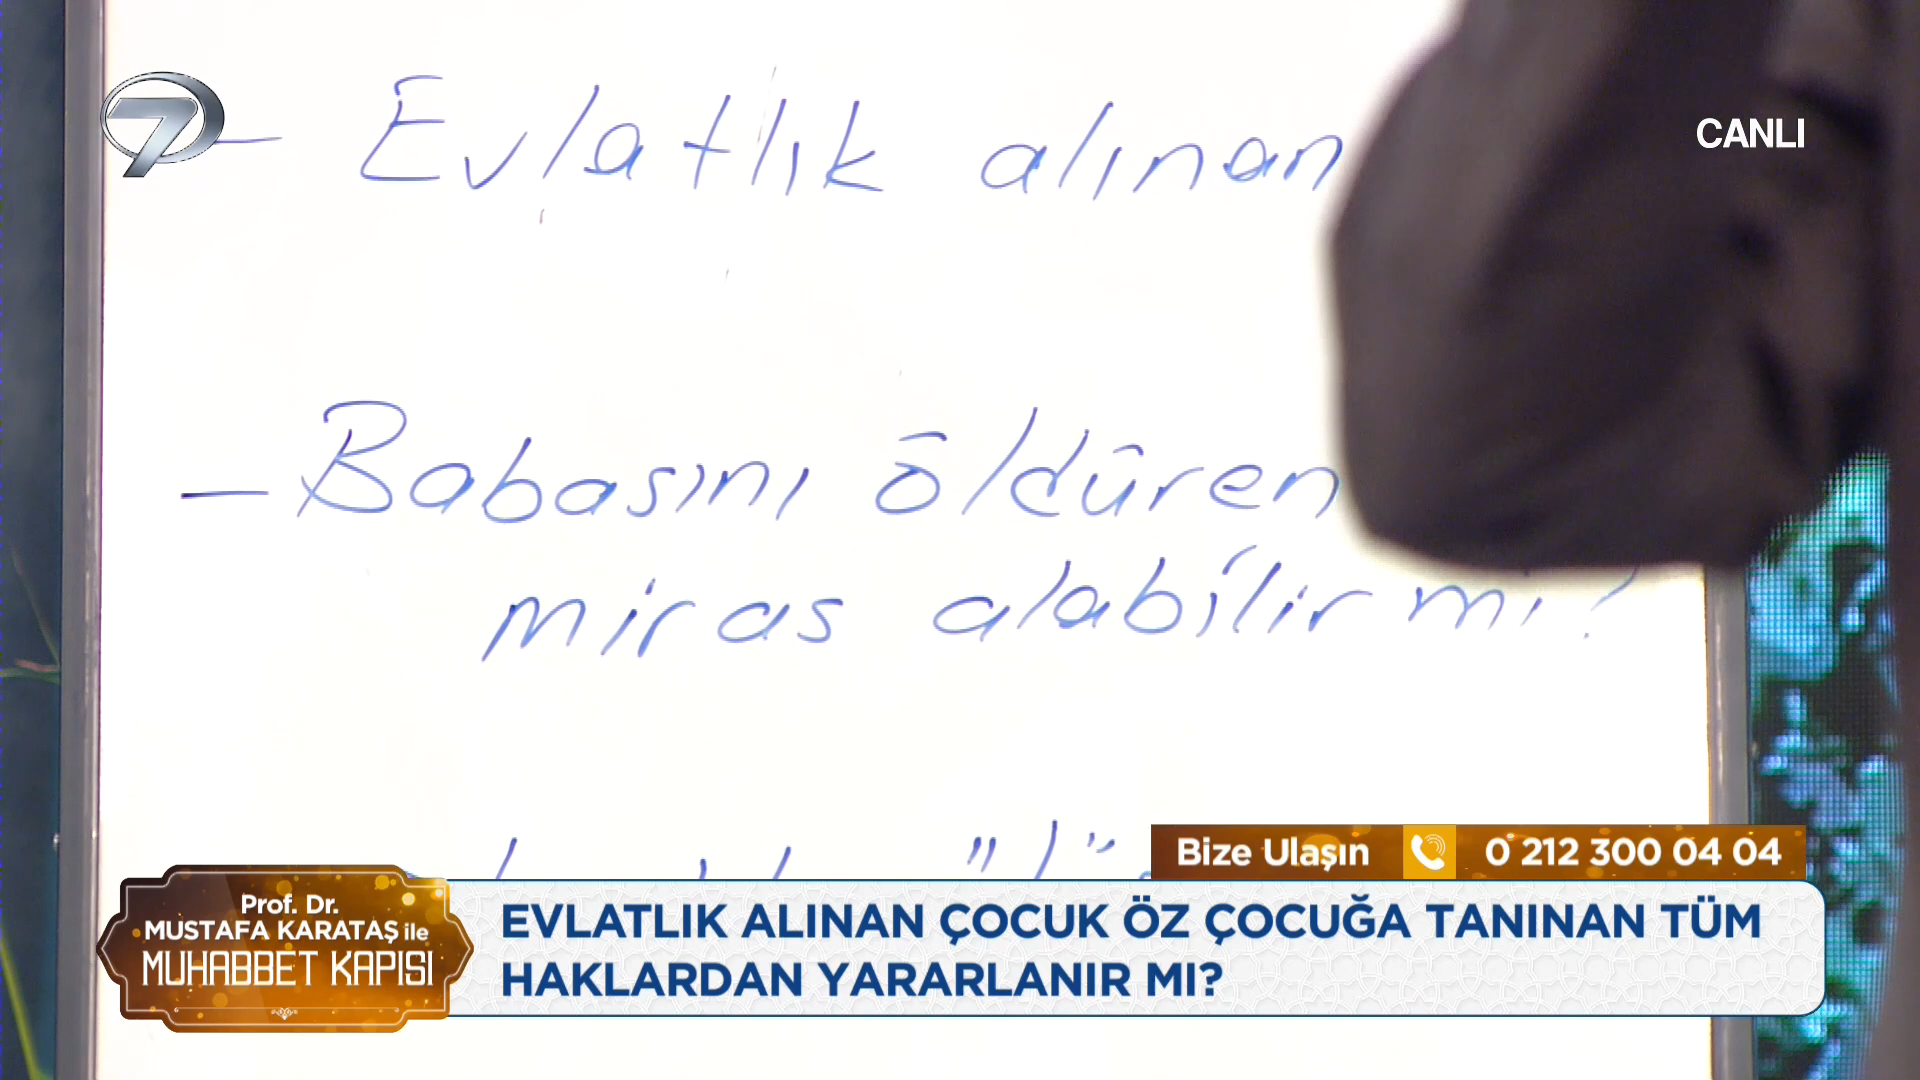 7
CANLI
- Evlatlık alınan
- Babasını öldüren
miras alabilir mi?
Bize Ulaşın 0 212 300 04 04
Prof. Dr.
MUSTAFA KARATAŞ ile
MUHABBET KAPISI
EVLATLIK ALINAN ÇOCUK ÖZ ÇOCUĞA TANINAN TÜM
HAKLARDAN YARARLANIR MI?